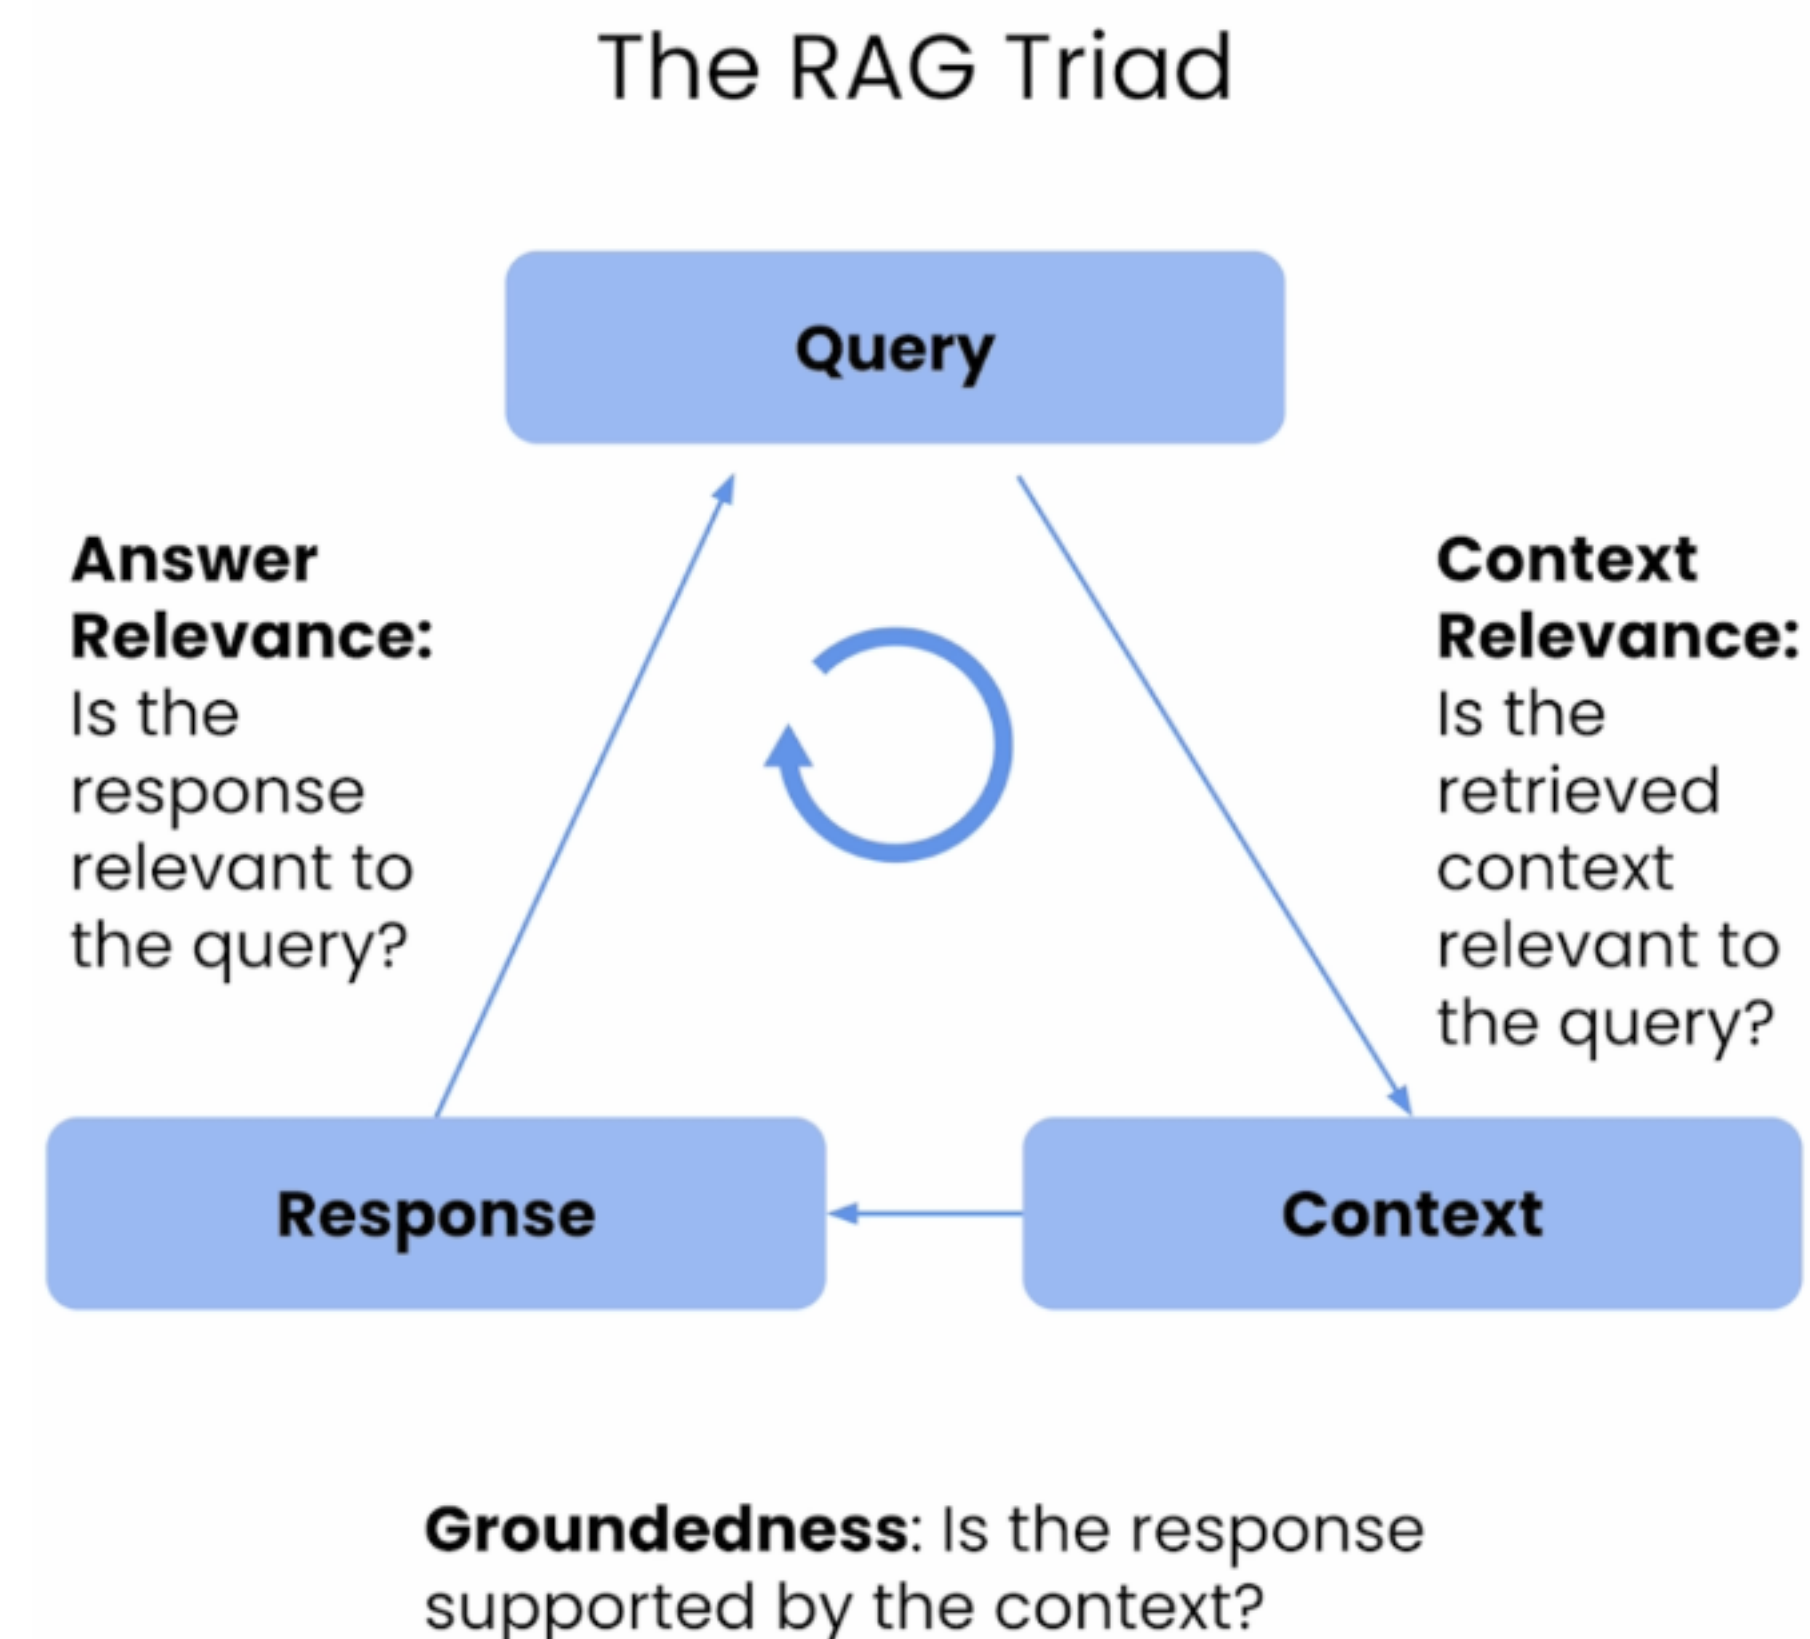 The RAG Triad
Query
Answer
Relevance:
Is the
response
relevant to
the query?
Context
Relevance:
Is the
retrieved
context
relevant to
the query?
Response
Context
Groundedness: Is the response
supported by the context?